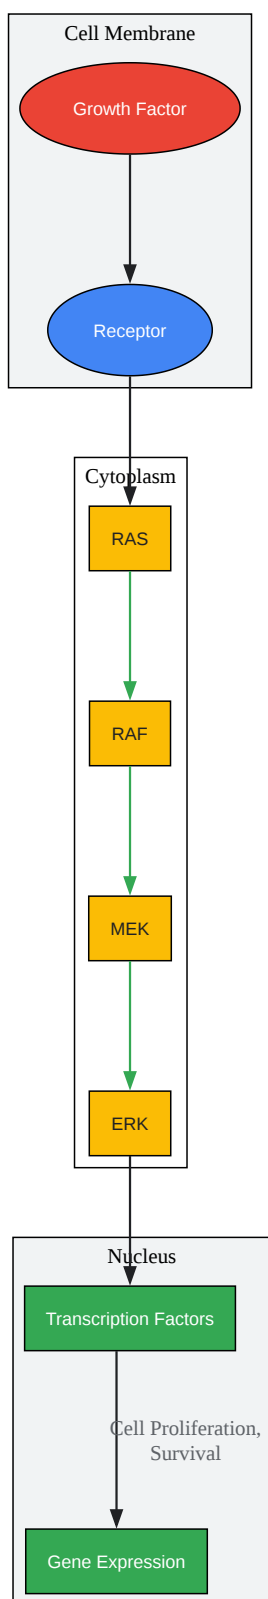 Cell Membrane
Growth Factor
Receptor
Cytoplasm
RAS
RAF
MEK
ERK
Nucleus
Transcription Factors
Cell Proliferation,
Survival
Gene Expression